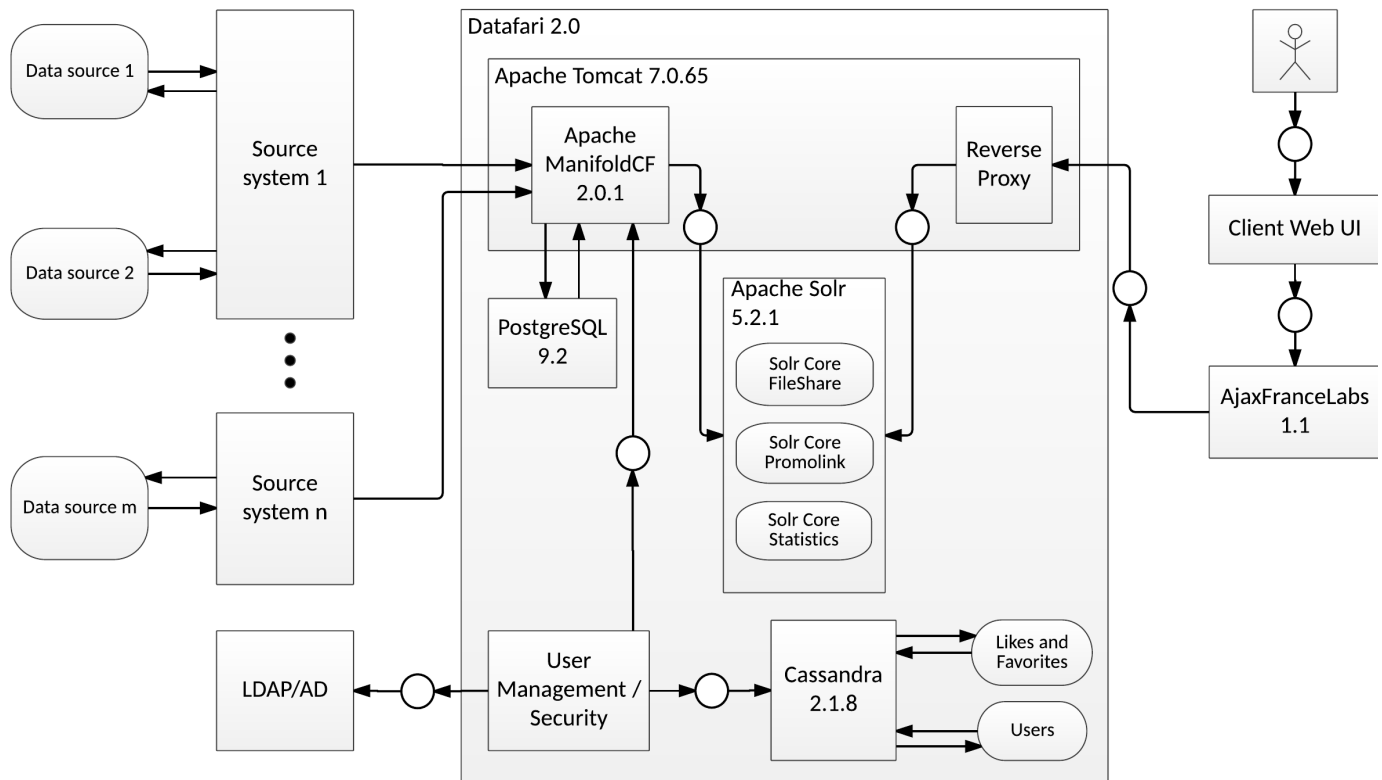 Datafari 2.0
Apache Tomcat 7.0.65
Data source 1
Source
system 1
Apache
ManifoldCF
2.0.1
Reverse
Proxy
Client Web UI
Data source 2
Apache Solr
5.2.1
PostgreSQL
9.2
Solr Core
FileShare
AjaxFranceLabs
1.1
Solr Core
Promolink
Source
system n
Data source m
Solr Core
Statistics
LDAP/AD
User
Management /
Security
Cassandra
2.1.8
Likes and
Favorites
Users